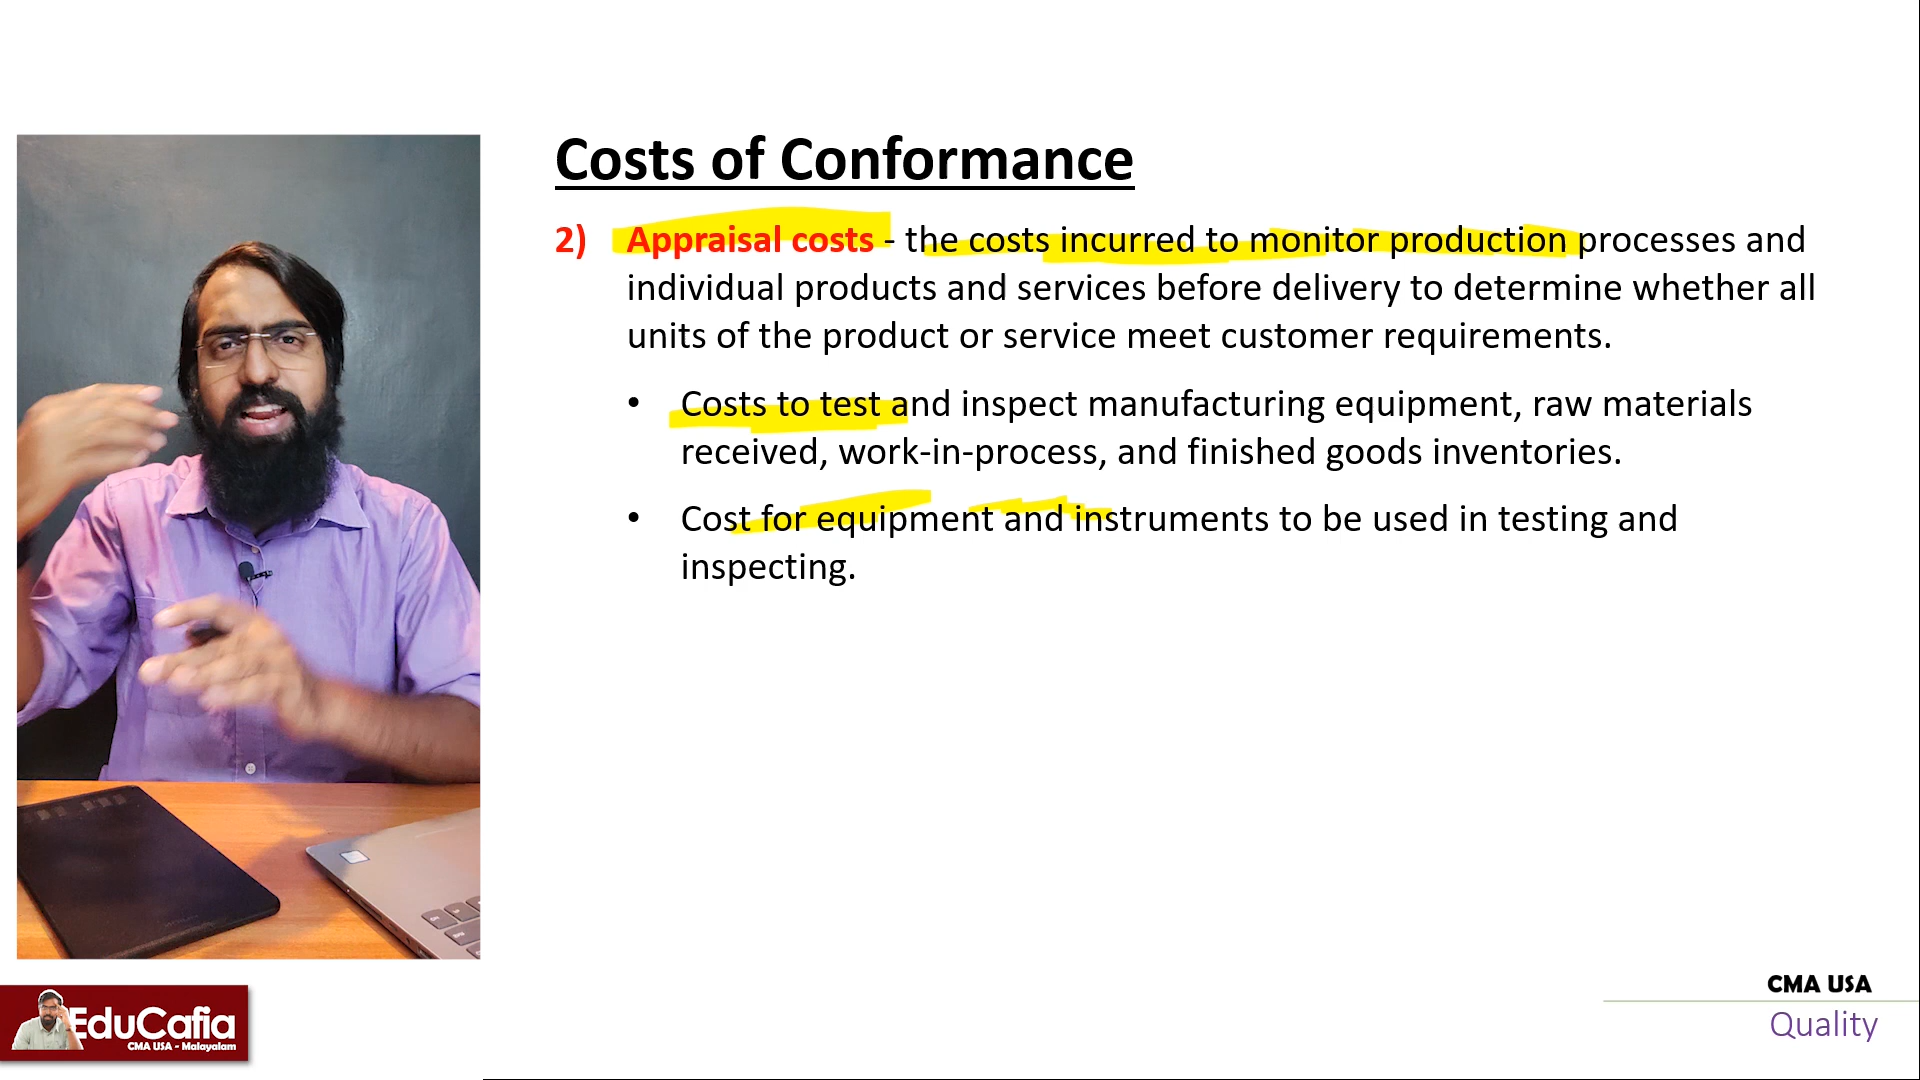 Costs of Conformance
2) Appraisal costs - the costs incurred to monitor production processes and
individual products and services before delivery to determine whether all
units of the product or service meet customer requirements.
• Costs to test and inspect manufacturing equipment, raw materials
received, work-in-process, and finished goods inventories.
• Cost for equipment and instruments to be used in testing and
inspecting.
EduCafia
CMA USA - Malayalam
CMA USA
Quality